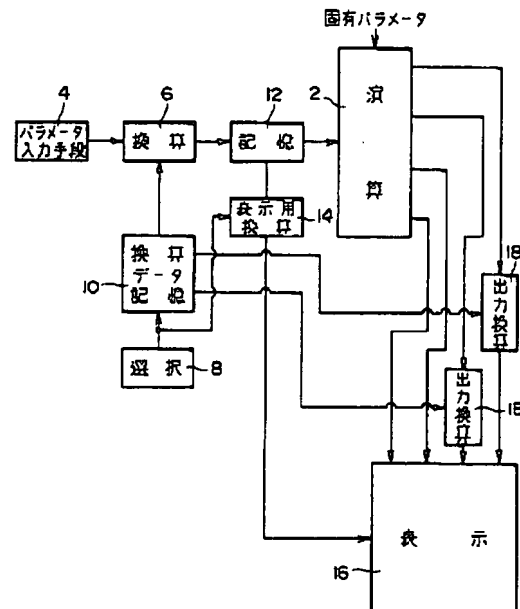 固有パラメータ
4
6
12
2
パラメータ
入力手段
換算
記憶
演
算
表示用
換算
14
換算
データ
記憶
10
18
出力換算
選択
8
出力換算
18
表示
16